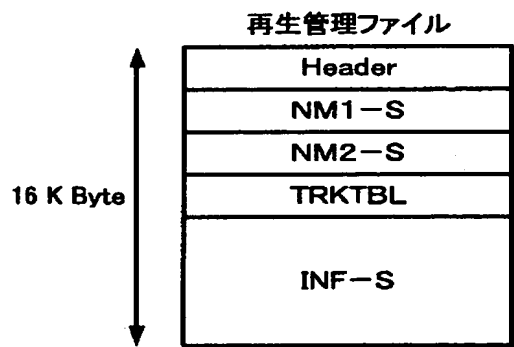 再生管理ファイル
Header
NM1-S
NM2-S
TRKTBL
16 K Byte
INF-S